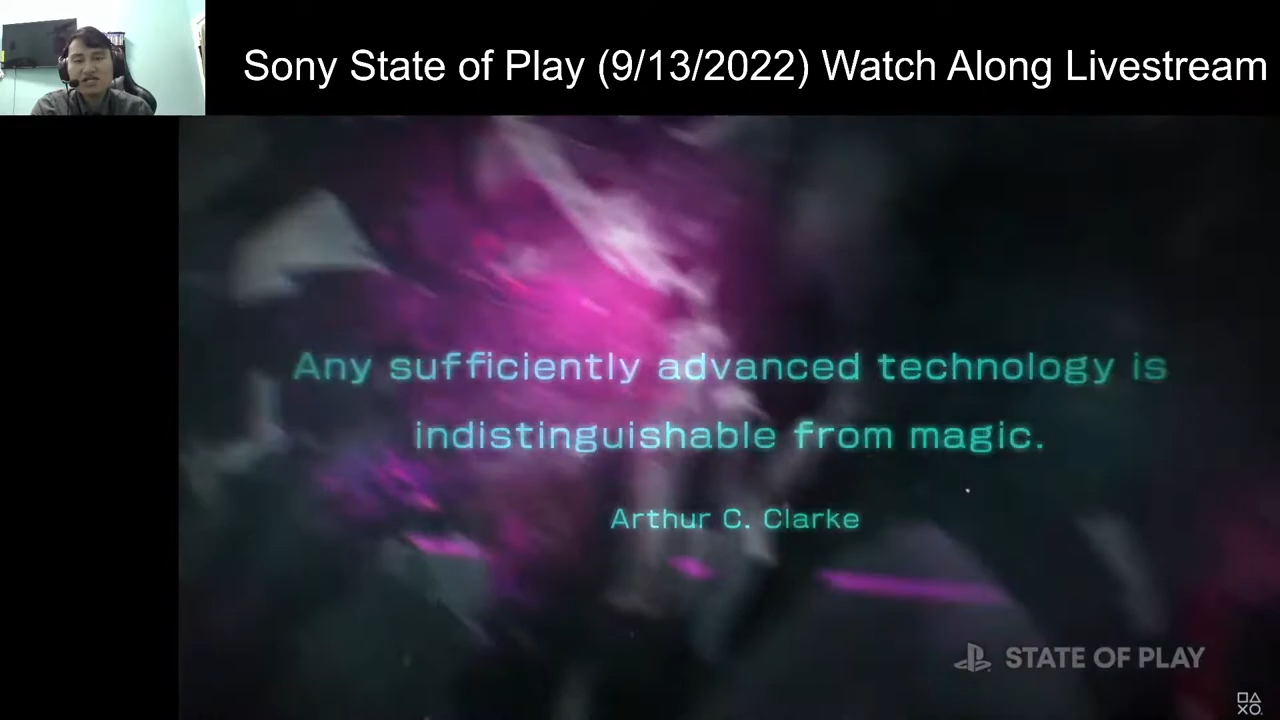 Sony State of Play (9/13/2022) Watch Along Livestream
Any sufficiently advanced technology is
indistinguishable from magic.
Arthur C. Clarke
STATE OF PLAY